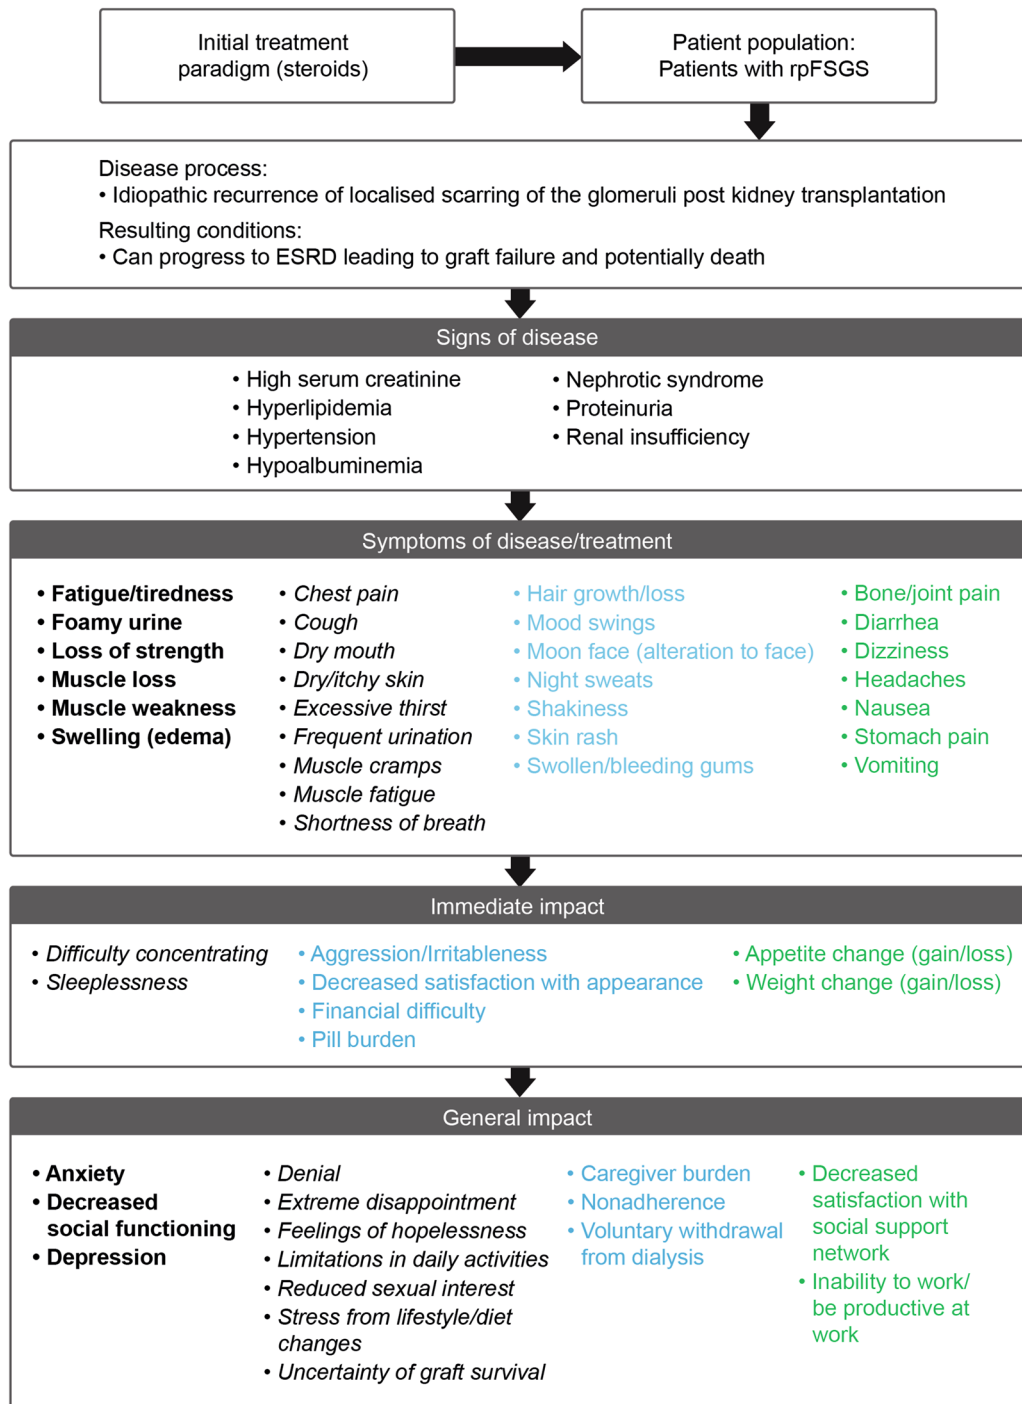 Initial treatment
paradigm (steroids)
Patient population:
Patients with rpFSGS
Disease process:
• Idiopathic recurrence of localised scarring of the glomeruli post kidney transplantation
Resulting conditions:
• Can progress to ESRD leading to graft failure and potentially death
Signs of disease
• High serum creatinine
• Hyperlipidemia
• Hypertension
• Hypoalbuminemia
• Nephrotic syndrome
• Proteinuria
• Renal insufficiency
Symptoms of disease/treatment
• Fatigue/tiredness
• Foamy urine
• Loss of strength
• Muscle loss
• Muscle weakness
• Swelling (edema)
• Chest pain
• Cough
• Dry mouth
• Dry/itchy skin
• Excessive thirst
• Frequent urination
• Muscle cramps
• Muscle fatigue
• Shortness of breath
• Hair growth/loss
• Mood swings
• Moon face (alteration to face)
• Night sweats
• Shakiness
• Skin rash
• Swollen/bleeding gums
• Bone/joint pain
• Diarrhea
• Dizziness
• Headaches
• Nausea
• Stomach pain
• Vomiting
Immediate impact
• Difficulty concentrating
• Sleeplessness
• Aggression/Irritableness
• Decreased satisfaction with appearance
• Financial difficulty
• Pill burden
• Appetite change (gain/loss)
• Weight change (gain/loss)
General impact
• Anxiety
• Decreased
social functioning
• Depression
• Denial
• Extreme disappointment
• Feelings of hopelessness
• Limitations in daily activities
• Reduced sexual interest
• Stress from lifestyle/diet
changes
• Uncertainty of graft survival
• Caregiver burden
• Nonadherence
• Voluntary withdrawal
from dialysis
• Decreased
satisfaction with
social support
network
• Inability to work/
be productive at
work